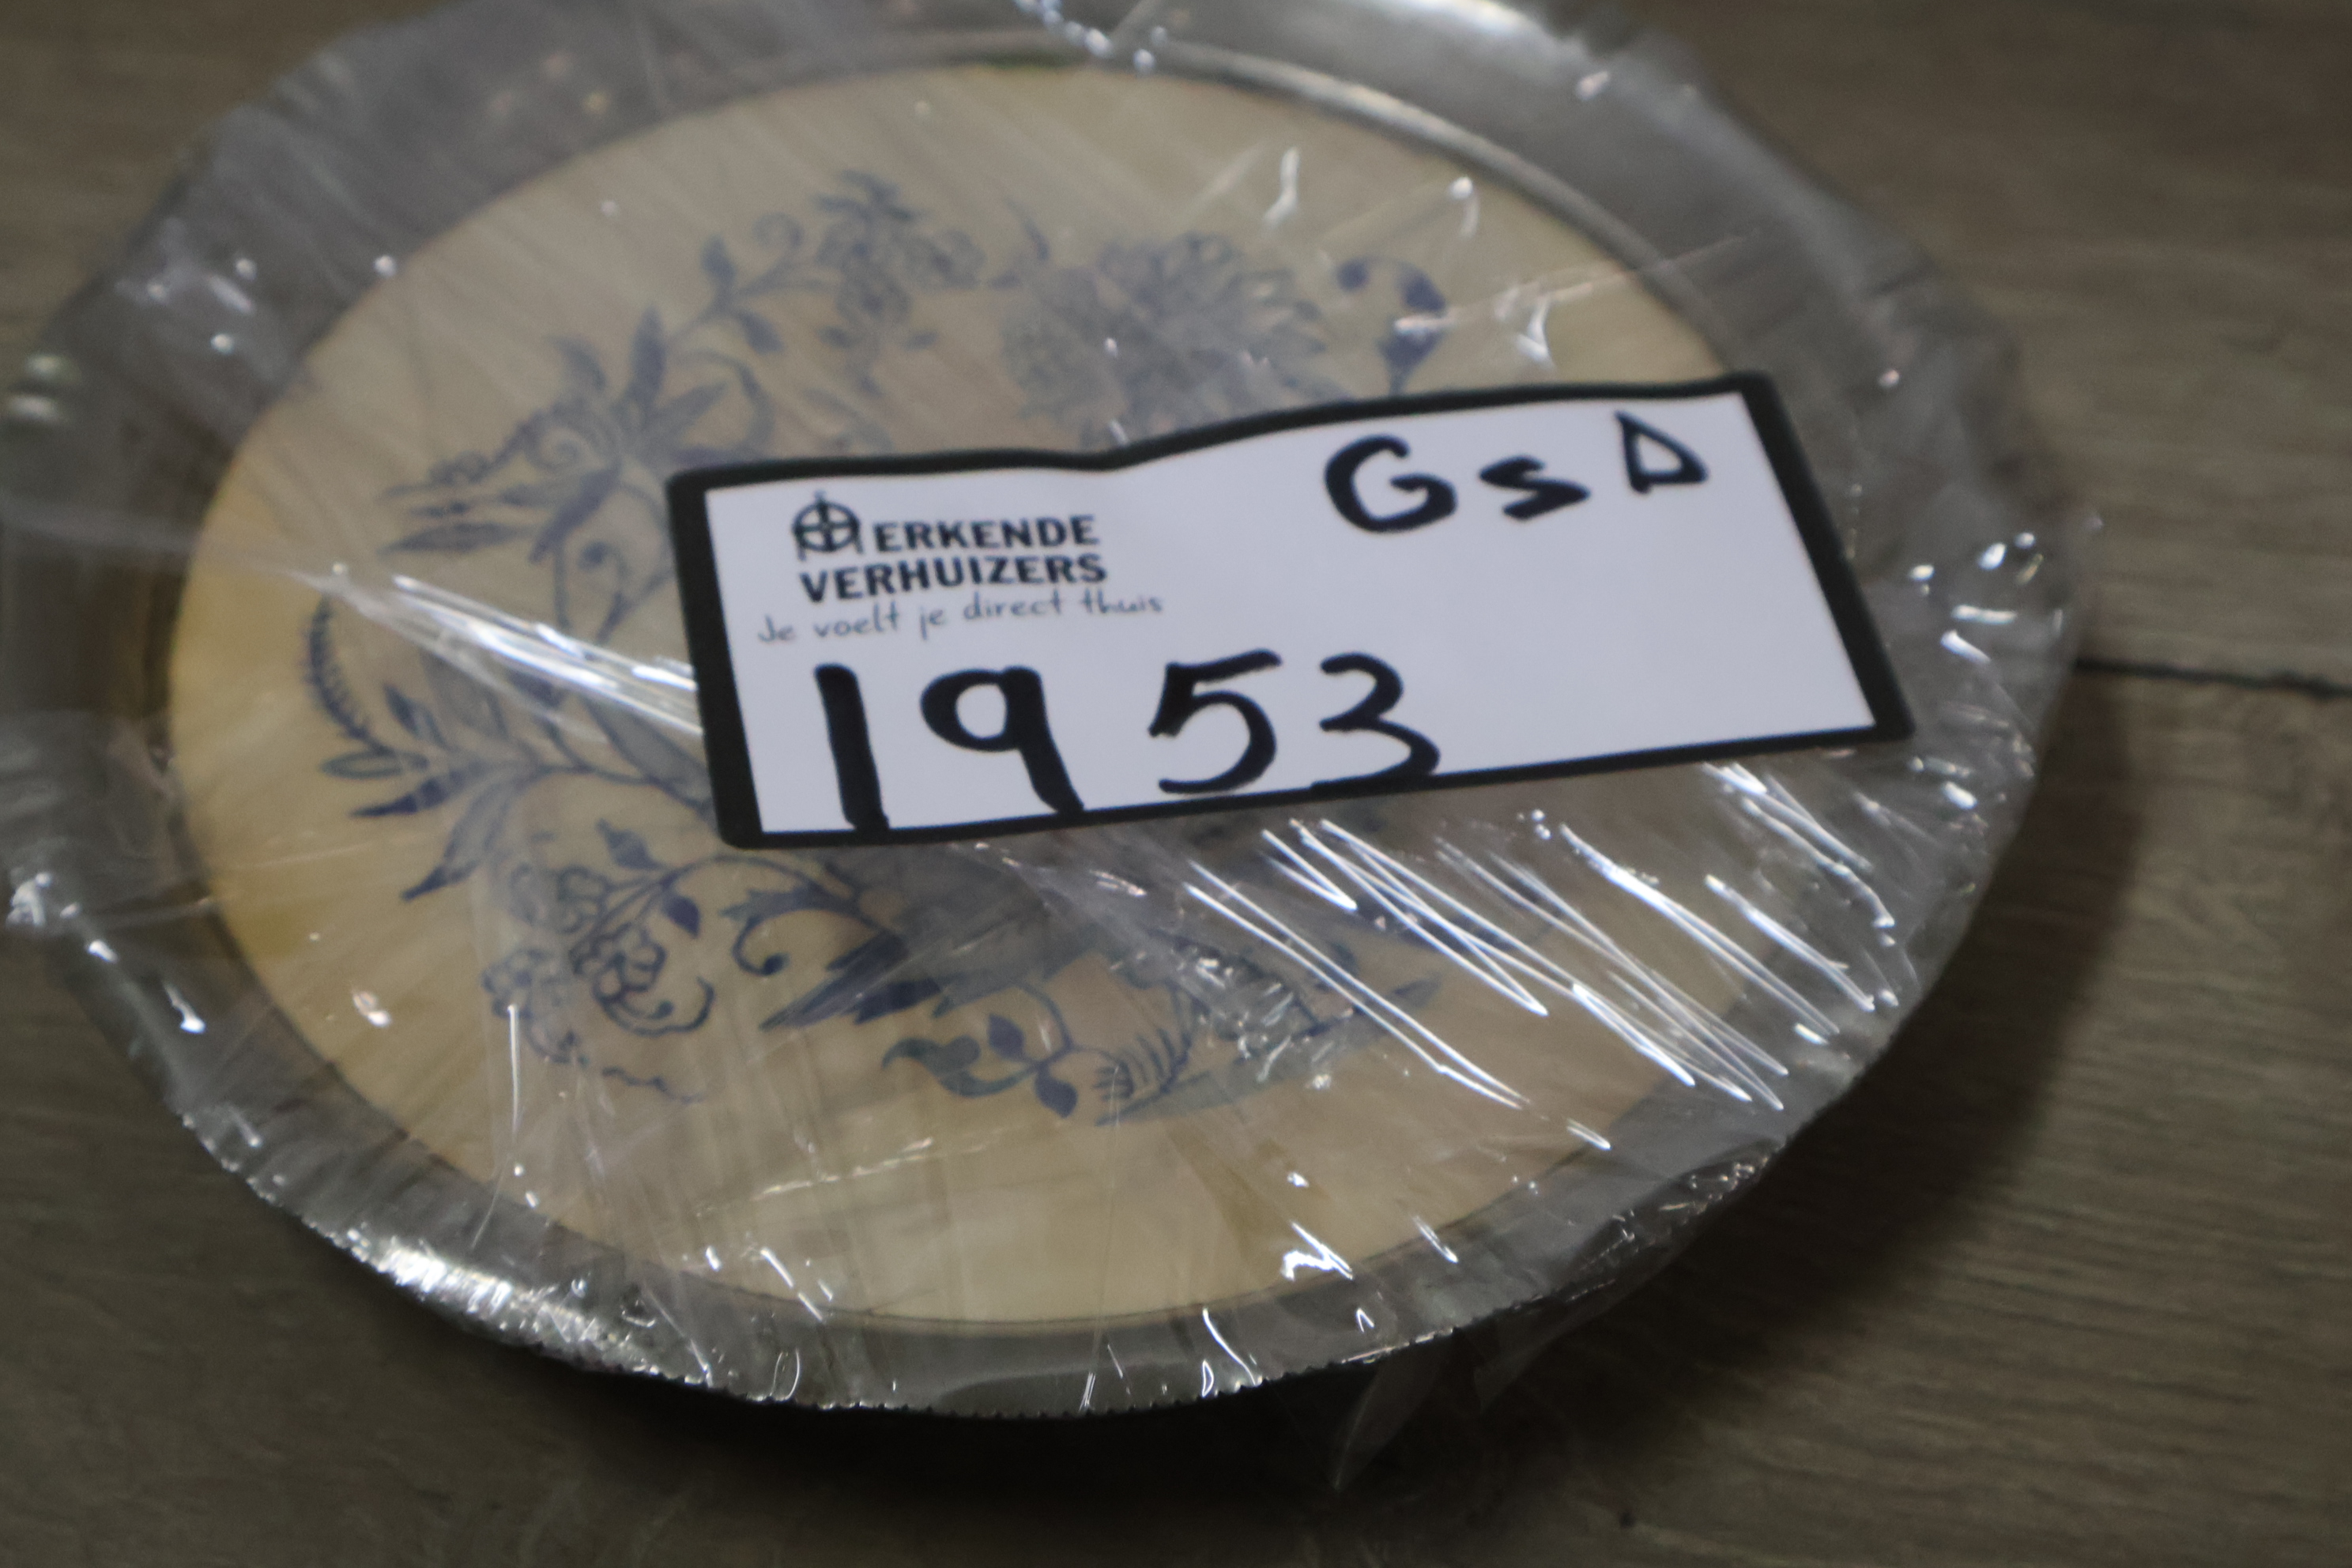 GSD
ERKENDE
VERHUIZERS
Je voelt je direct thuis
1953